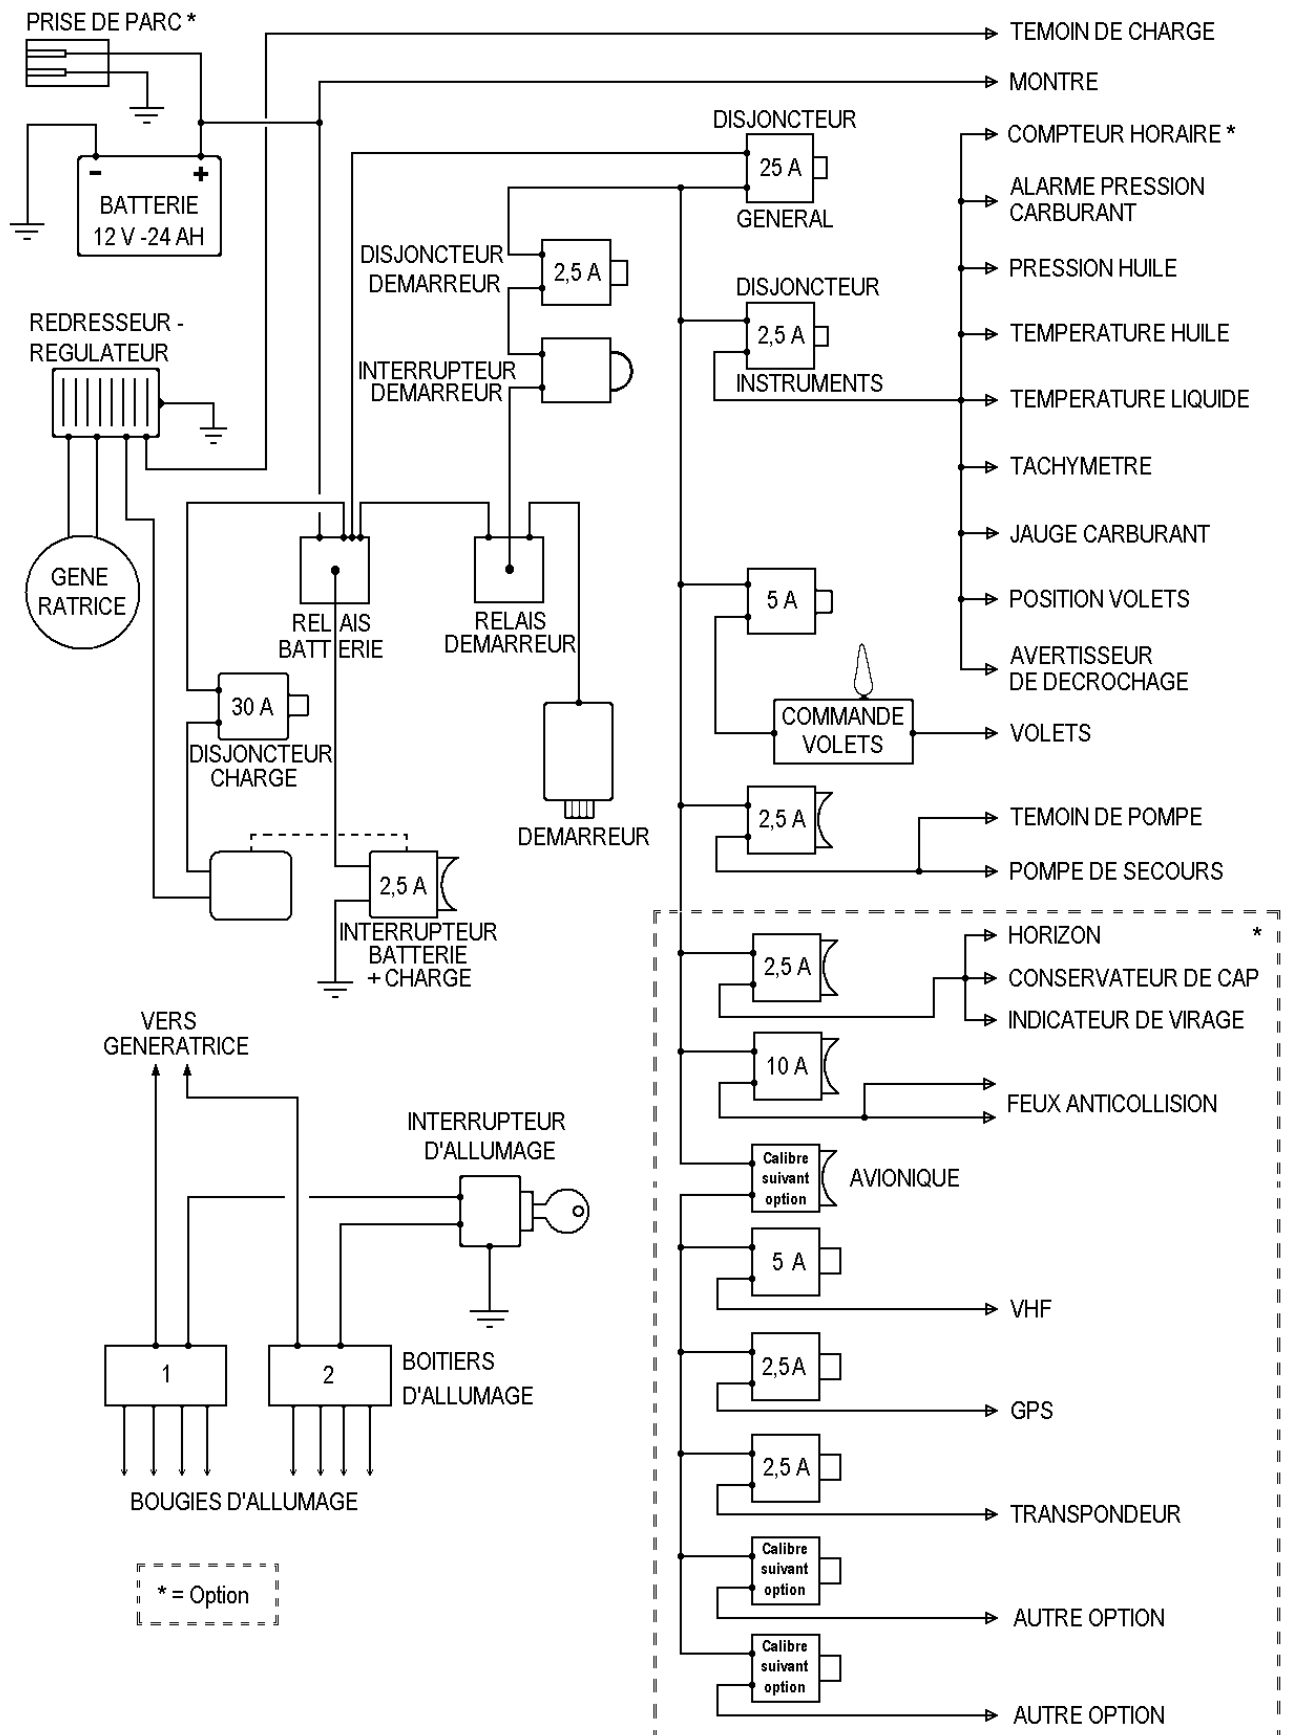 PRISE DE PARC *
TEMOIN DE CHARGE
MONTRE
DISJONCTEUR
25 A
GENERAL
COMPTEUR HORAIRE *
ALARME PRESSION
CARBURANT
- +
BATTERIE
12 V -24 AH
DISJONCTEUR
DEMARREUR
2,5 A
PRESSION HUILE
DISJONCTEUR
2,5 A
INSTRUMENTS
REDRESSEUR -
REGULATEUR
TEMPERATURE HUILE
INTERRUPTEUR
DEMARREUR
TEMPERATURE LIQUIDE
TACHYMETRE
JAUGE CARBURANT
GENE
RATRICE
RELAIS
BATTERIE
RELAIS
DEMARREUR
5 A
POSITION VOLETS
AVERTISSEUR
DE DECROCHAGE
30 A
DISJONCTEUR
CHARGE
COMMANDE
VOLETS
VOLETS
DEMARREUR
2,5 A
TEMOIN DE POMPE
POMPE DE SECOURS
2,5 A
INTERRUPTEUR
BATTERIE
+ CHARGE
2,5 A
HORIZON *
CONSERVATEUR DE CAP
INDICATEUR DE VIRAGE
VERS
GENERATRICE
10 A
FEUX ANTICOLLISION
INTERRUPTEUR
D'ALLUMAGE
Calibre
suivant
option
AVIONIQUE
5 A
VHF
1
2
BOITIERS
D'ALLUMAGE
2,5 A
GPS
BOUGIES D'ALLUMAGE
2,5 A
TRANSPONDEUR
* = Option
Calibre
suivant
option
AUTRE OPTION
Calibre
suivant
option
AUTRE OPTION